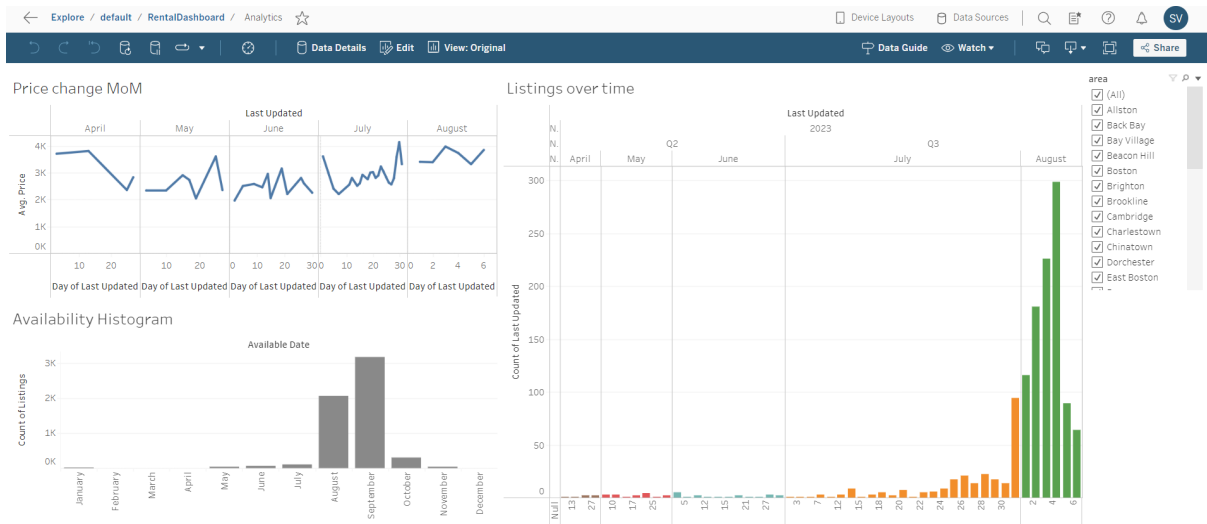 Explore / default / RentalDashboard / Analytics
Device Layouts
Data Sources
SV
Data Details
Edit
View: Original
Data Guide
Watch
Share
Price change MoM
Last Updated
April May June July August
4K
3K
2K
1K
0K
Avg. Price
10 20 10 20 0 10 20 30 0 10 20 30 0 2 4 6
Day of Last Updated Day of Last Updated Day of Last Updated Day of Last Updated Day of Last Updated
Availability Histogram
Available Date
3K
2K
1K
0K
Count of Listings
January February March April May June July August September October November December
Listings over time
Last Updated
N. 2023
N. Q2 Q3
N. April May June July August
300
250
200
150
100
50
0
Count of Last Updated
Null 13 27 10 17 25 5 12 15 21 27 3 7 12 15 18 20 22 24 26 28 30 2 4 6
area
(All)
Allston
Back Bay
Bay Village
Beacon Hill
Boston
Brighton
Brookline
Cambridge
Charlestown
Chinatown
Dorchester
East Boston